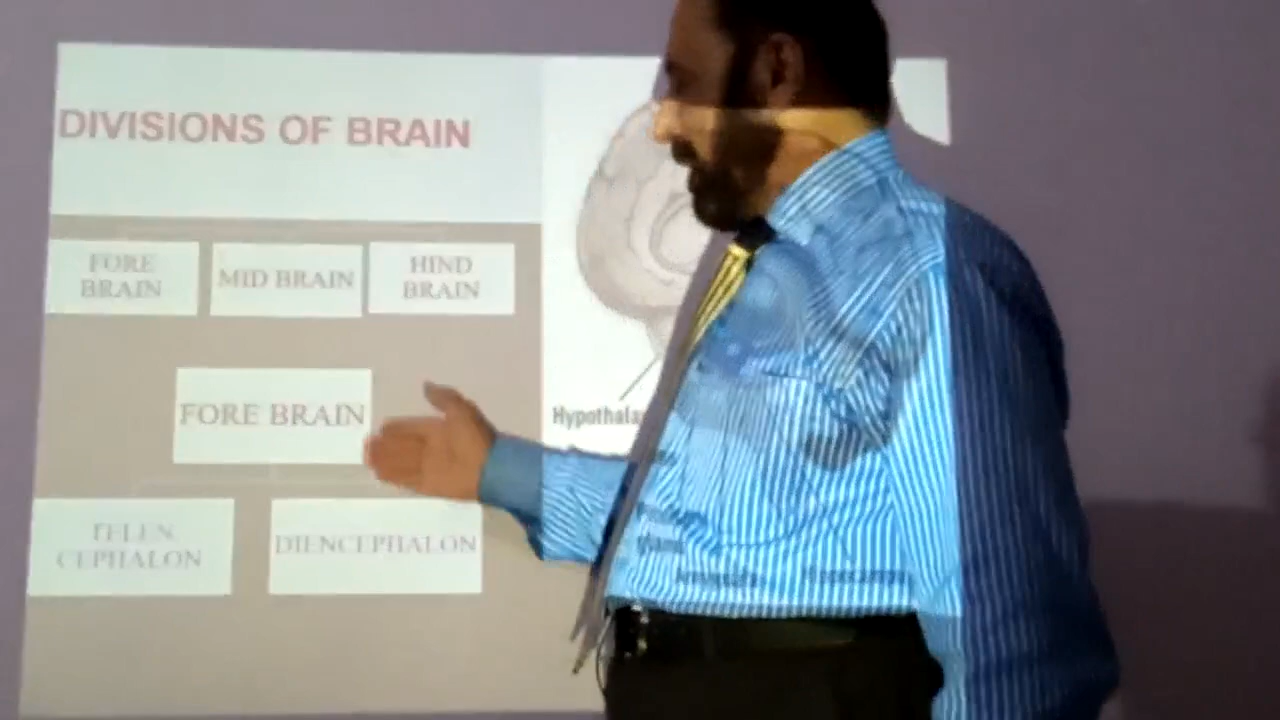 DIVISIONS OF BRAIN
FORE
BRAIN
MID BRAIN
HIND
BRAIN
FORE BRAIN
TELEN
CEPHALON
DIENCEPHALON
Hypothala